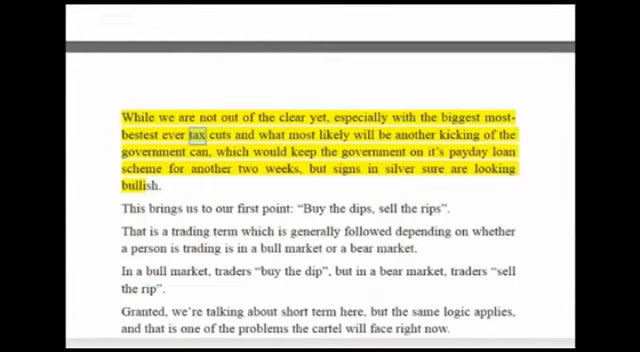 While we are not out of the clear yet, especially with the biggest most-
bestest ever tax cuts and what most likely will be another kicking of the
government can, which would keep the government on it's payday loan
scheme for another two weeks, but signs in silver sure are looking
bullish.
This brings us to our first point: “Buy the dips, sell the rips”.
That is a trading term which is generally followed depending on whether
a person is trading is in a bull market or a bear market.
In a bull market, traders “buy the dip”, but in a bear market, traders “sell
the rip”.
Granted, we're talking about short term here, but the same logic applies,
and that is one of the problems the cartel will face right now.